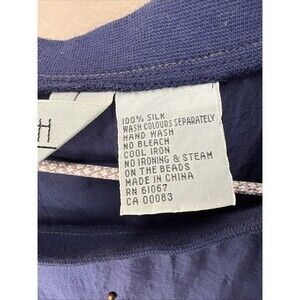 100% SILK
WASH COLOURS SEPARATELY
HAND WASH
NO BLEACH
COOL IRON
NO IRONING & STEAM
ON THE BEADS
MADE IN CHINA
RN 61067
CA 00083